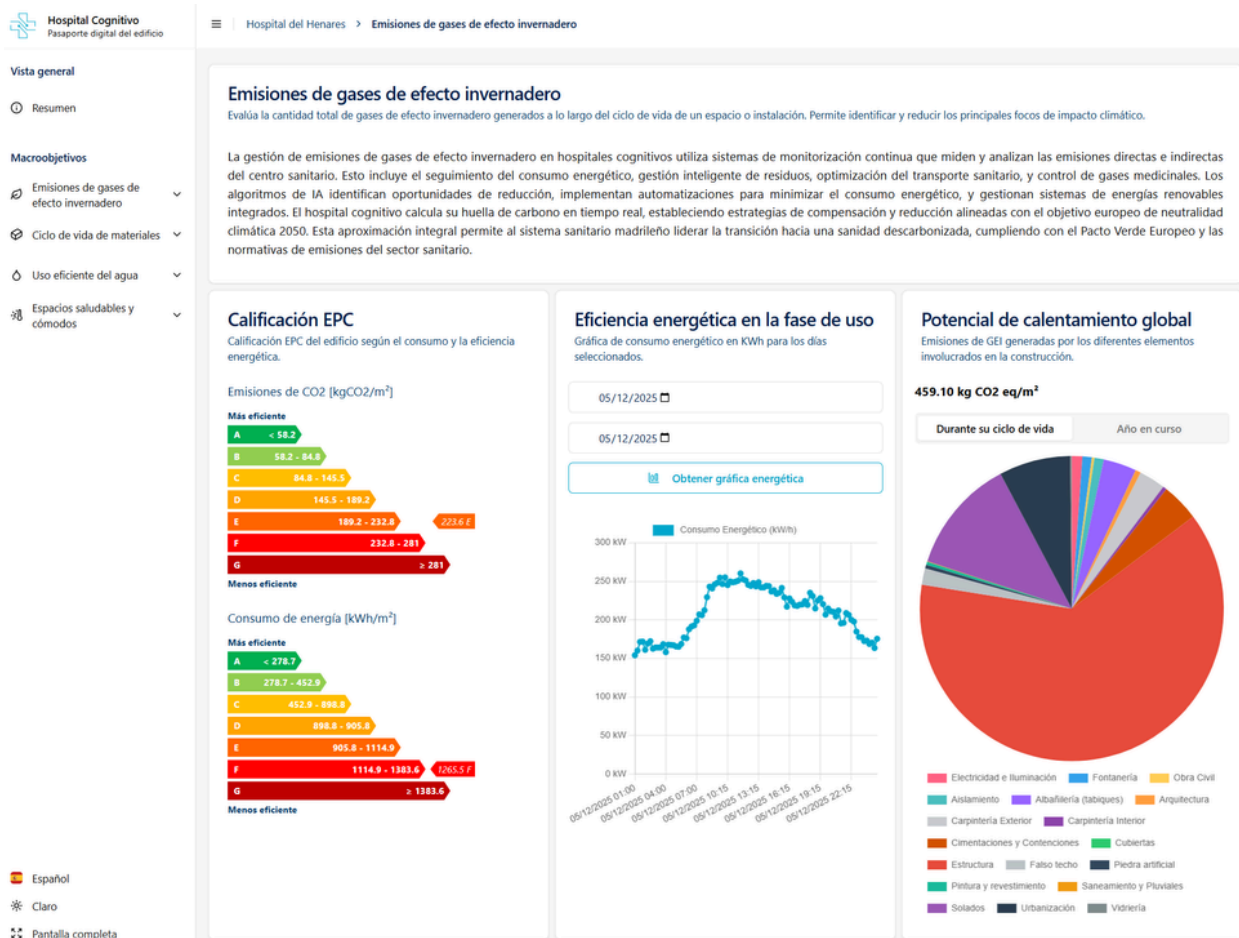 Hospital Cognitivo
Pasaporte digital del edificio
Hospital del Henares > Emisiones de gases de efecto invernadero
Vista general
Resumen
Macroobjetivos
Emisiones de gases de
efecto invernadero
Ciclo de vida de materiales
Uso eficiente del agua
Espacios saludables y
cómodos
Español
Claro
Pantalla completa
Emisiones de gases de efecto invernadero
Evalúa la cantidad total de gases de efecto invernadero generados a lo largo del ciclo de vida de un espacio o instalación. Permite identificar y reducir los principales focos de impacto climático.
La gestión de emisiones de gases de efecto invernadero en hospitales cognitivos utiliza sistemas de monitorización continua que miden y analizan las emisiones directas e indirectas
del centro sanitario. Esto incluye el seguimiento del consumo energético, gestión inteligente de residuos, optimización del transporte sanitario, y control de gases medicinales. Los
algoritmos de IA identifican oportunidades de reducción, implementan automatizaciones para minimizar el consumo energético, y gestionan sistemas de energías renovables
integrados. El hospital cognitivo calcula su huella de carbono en tiempo real, estableciendo estrategias de compensación y reducción alineadas con el objetivo europeo de neutralidad
climática 2050. Esta aproximación integral permite al sistema sanitario madrileño liderar la transición hacia una sanidad descarbonizada, cumpliendo con el Pacto Verde Europeo y las
normativas de emisiones del sector sanitario.
Calificación EPC
Calificación EPC del edificio según el consumo y la eficiencia
energética.
Emisiones de CO2 [kgCO2/m²]
Más eficiente
A < 58.2
B 58.2 - 84.8
C 84.8 - 145.5
D 145.5 - 189.2
E 189.2 - 232.8 223.6 E
F 232.8 - 281
G ≥ 281
Menos eficiente
Consumo de energía [kWh/m²]
Más eficiente
A < 278.7
B 278.7 - 452.9
C 452.9 - 898.8
D 898.8 - 905.8
E 905.8 - 1114.9
F 1114.9 - 1383.6 1265.5 F
G ≥ 1383.6
Menos eficiente
Eficiencia energética en la fase de uso
Gráfica de consumo energético en KWh para los días
seleccionados.
05/12/2025
05/12/2025
Obtener gráfica energética
Consumo Energético (kW/h)
300 kW
250 kW
200 kW
150 kW
100 kW
50 kW
0 kW
05/12/2025 01:00
05/12/2025 04:00
05/12/2025 07:00
05/12/2025 10:15
05/12/2025 13:15
05/12/2025 16:15
05/12/2025 19:15
05/12/2025 22:15
Potencial de calentamiento global
Emisiones de GEI generadas por los diferentes elementos
involucrados en la construcción.
459.10 kg CO2 eq/m²
Durante su ciclo de vida Año en curso
Electricidad e Iluminación Fontanería Obra Civil
Aislamiento Albañilería (tabiques) Arquitectura
Carpintería Exterior Carpintería Interior
Cimentaciones y Contenciones Cubiertas
Estructura Falso techo Piedra artificial
Pintura y revestimiento Saneamiento y Pluviales
Solados Urbanización Vidriería